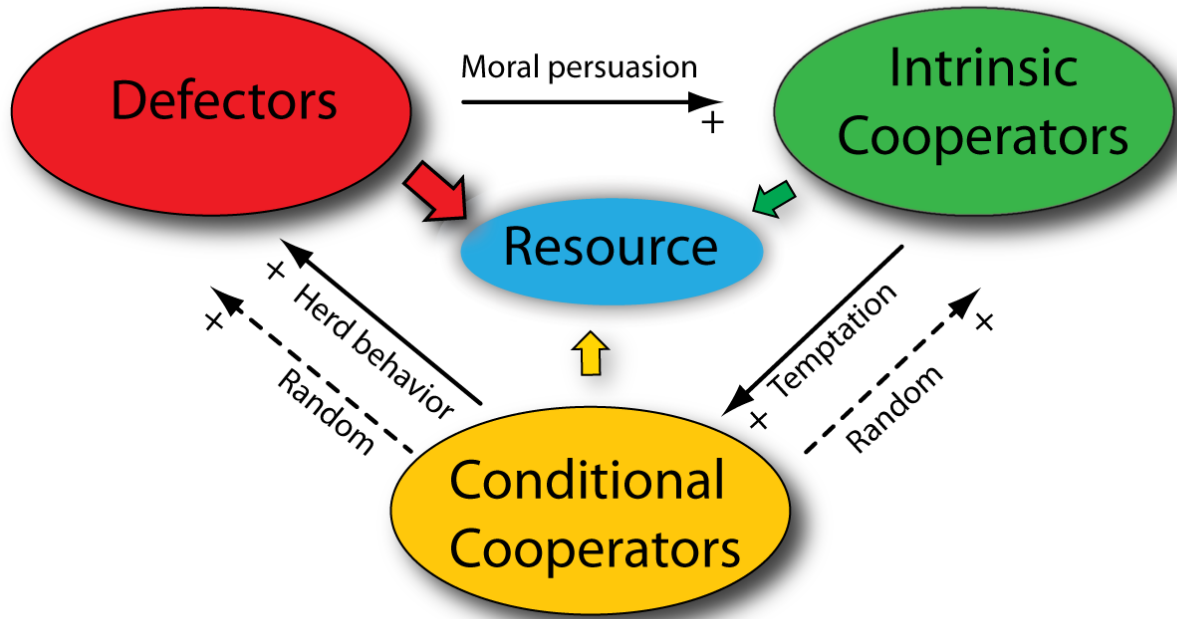 Defectors
Moral persuasion
+
Intrinsic
Cooperators
Resource
+
Herd behavior
+
Random
Temptation
+
+
Random
Conditional
Cooperators